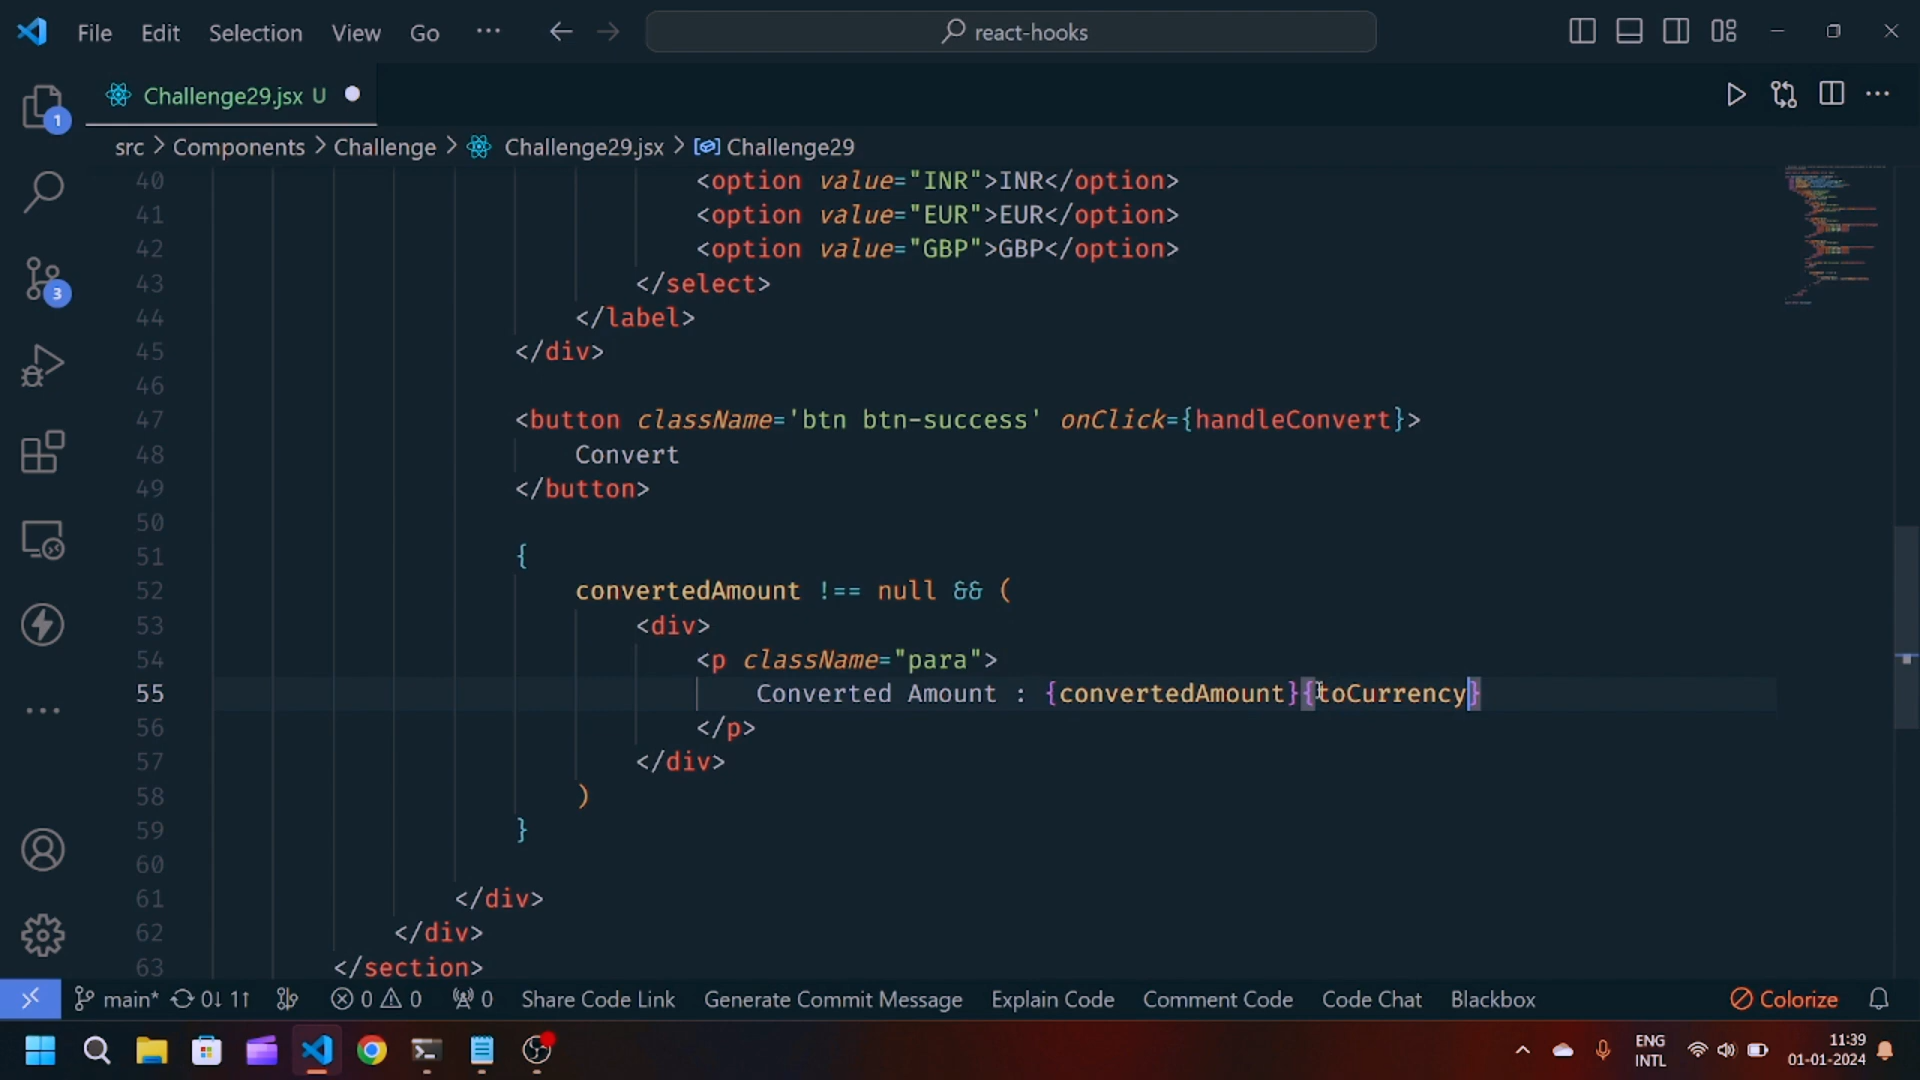 File Edit Selection View Go ··· react-hooks
Challenge29.jsx U
src > Components > Challenge > Challenge29.jsx > Challenge29
1
3
40 <option value="INR">INR</option>
41 <option value="EUR">EUR</option>
42 <option value="GBP">GBP</option>
43 </select>
44 </label>
45 </div>
46
47 <button className='btn btn-success' onClick={handleConvert}>
48 Convert
49 </button>
50
51 {
52 convertedAmount !== null && (
53 <div>
54 <p className="para">
55 Converted Amount : {convertedAmount}{toCurrency}
56 </p>
57 </div>
58 )
59 }
60
61 </div>
62 </div>
63 </section>
main* 0↓ 1↑ 0 0 0 Share Code Link Generate Commit Message Explain Code Comment Code Code Chat Blackbox Colorize
ENG INTL 11:39
01-01-2024